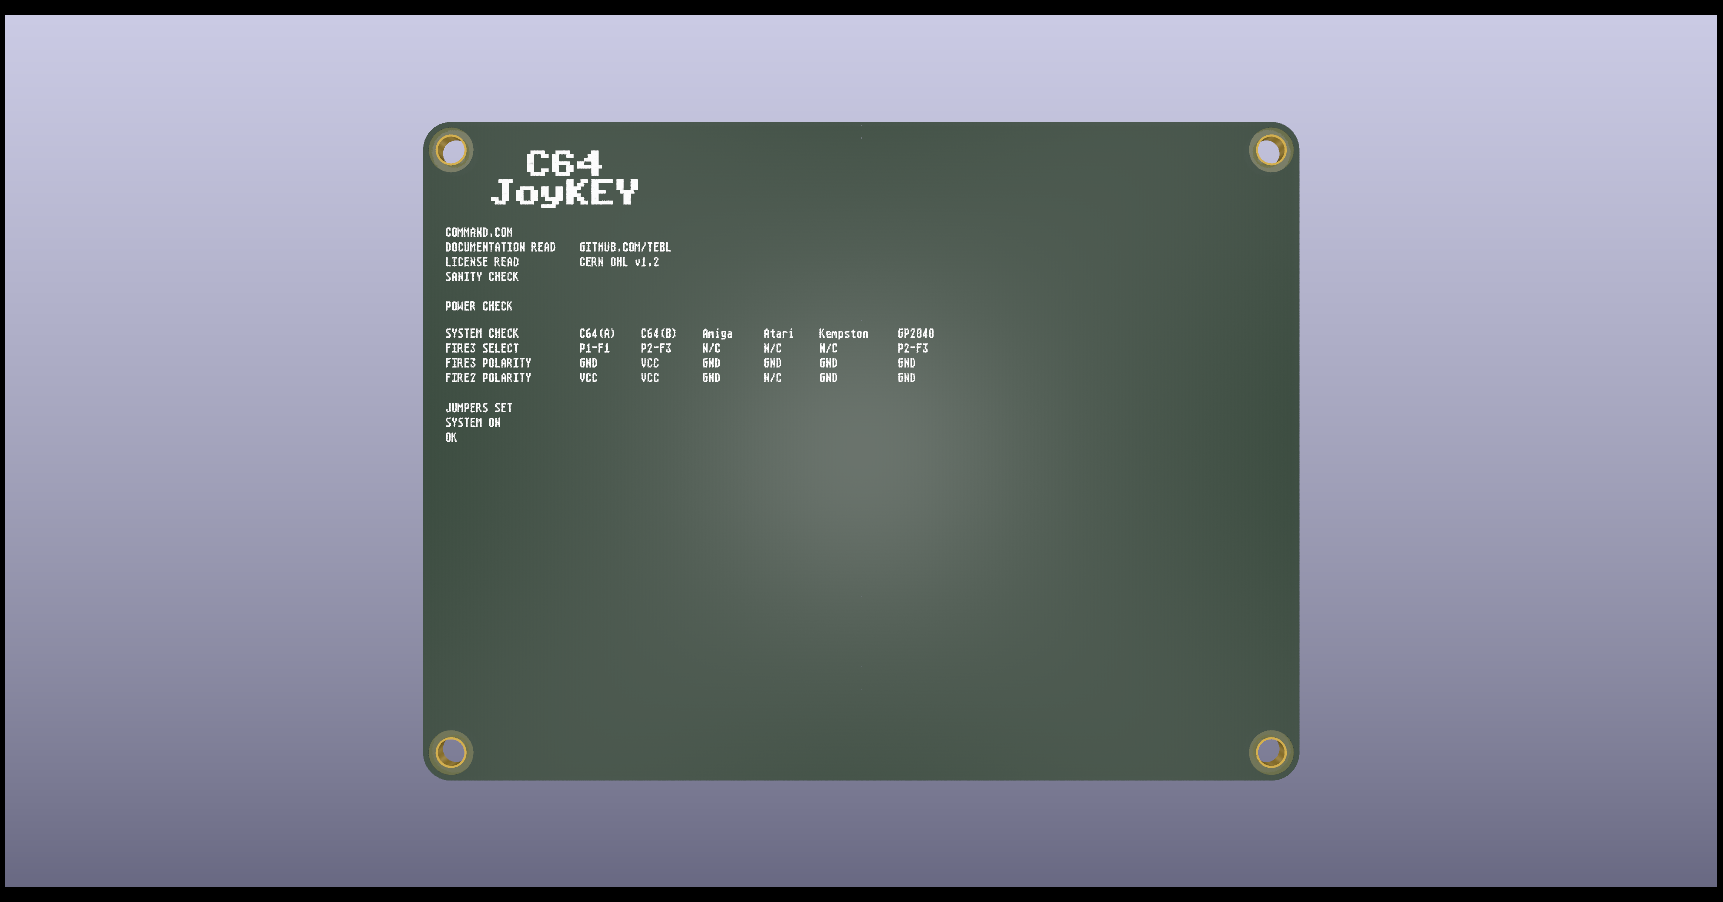 C64
JoyKEY
COMMAND.COM
DOCUMENTATION READ GITHUB.COM/TEBL
LICENSE READ CERN OHL v1.2
SANITY CHECK
POWER CHECK
SYSTEM CHECK C64(A) C64(B) Amiga Atari Kempston GP2040
FIRE3 SELECT P1-F1 P2-F3 N/C N/C N/C P2-F3
FIRE3 POLARITY GND VCC GND GND GND GND
FIRE2 POLARITY VCC VCC GND N/C GND GND
JUMPERS SET
SYSTEM ON
OK